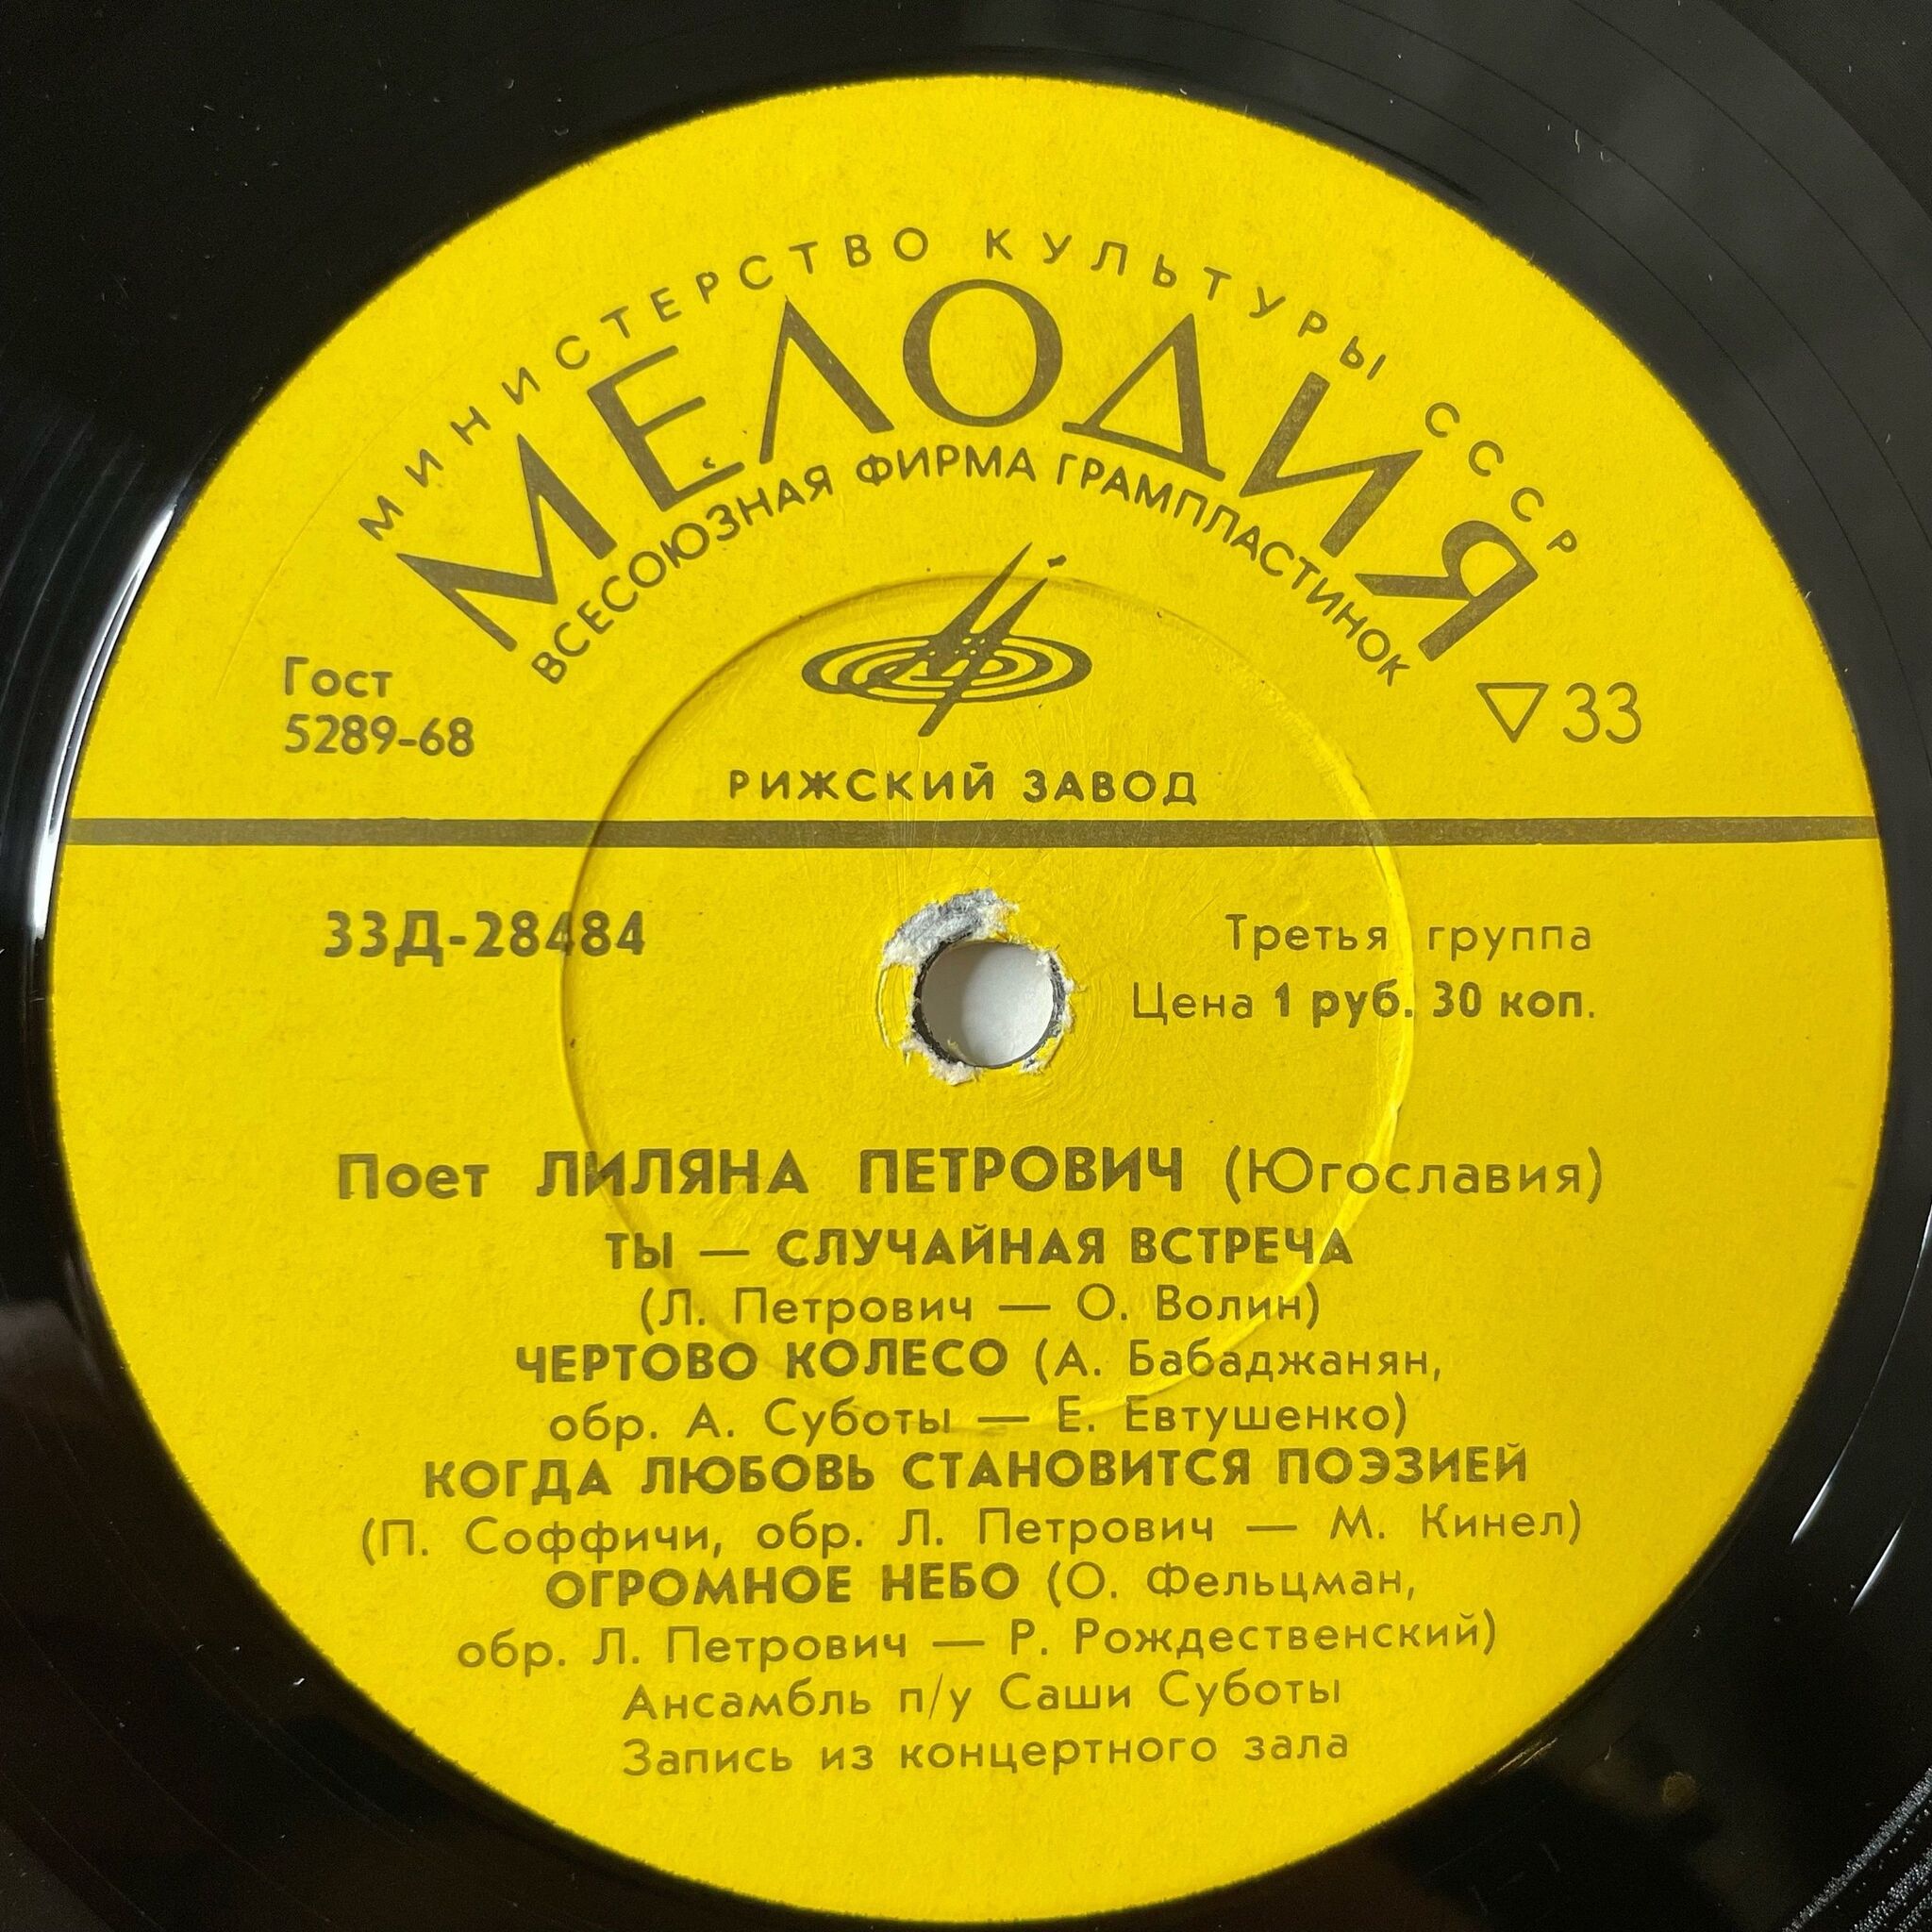 МИНИСТЕРСТВО КУЛЬТУРЫ СССР
МЕЛОДИЯ
ВСЕСОЮЗНАЯ ФИРМА ГРАМПЛАСТИНОК
Гост
5289-68
33
РИЖСКИЙ ЗАВОД
33Д-28484
Третья группа
Цена 1 руб. 30 коп.
Поет ЛИЛЯНА ПЕТРОВИЧ (Югославия)
ТЫ — СЛУЧАЙНАЯ ВСТРЕЧА
(Л. Петрович — О. Волин)
ЧЕРТОВО КОЛЕСО (А. Бабаджанян,
обр. А. Суботы — Е. Евтушенко)
КОГДА ЛЮБОВЬ СТАНОВИТСЯ ПОЭЗИЕЙ
(П. Соффичи, обр. Л. Петрович — М. Кинел)
ОГРОМНОЕ НЕБО (О. Фельцман,
обр. Л. Петрович — Р. Рождественский)
Ансамбль п/у Саши Суботы
Запись из концертного зала